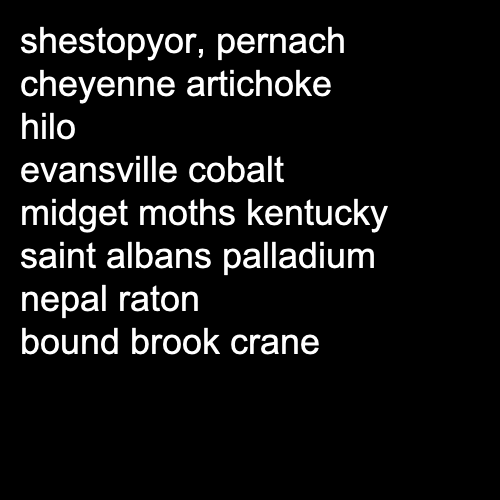 shestopyor, pernach
cheyenne artichoke
hilo
evansville cobalt
midget moths kentucky
saint albans palladium
nepal raton
bound brook crane